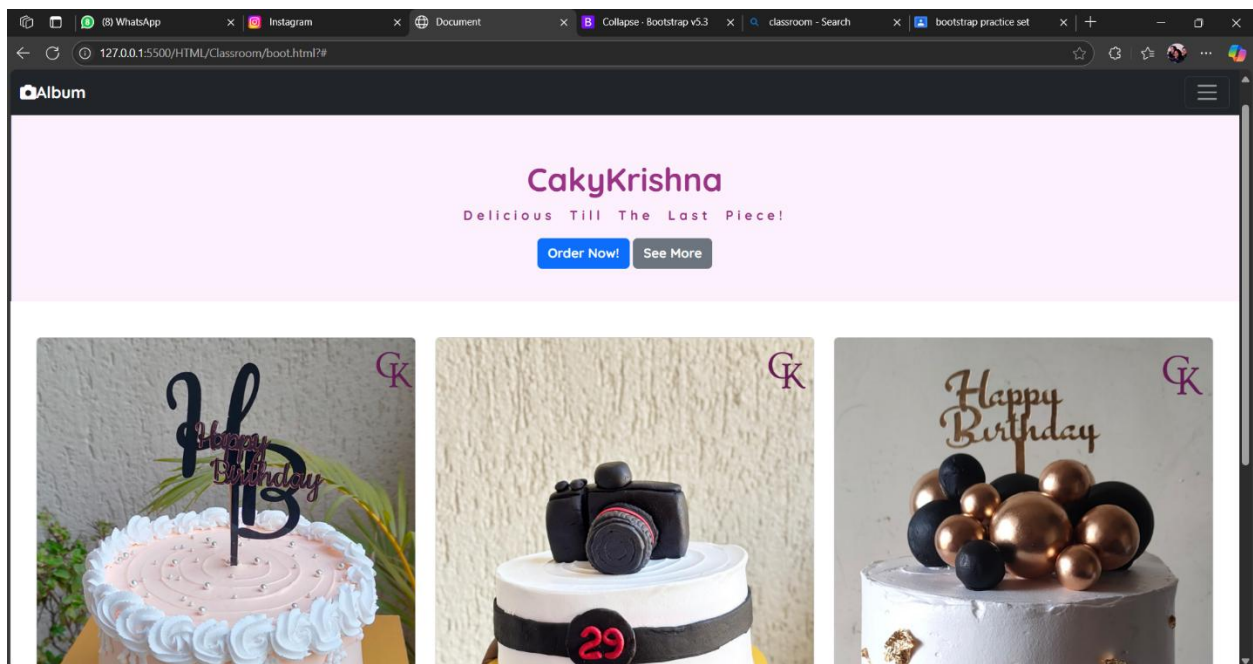 (8) WhatsApp
Instagram
Document
Collapse · Bootstrap v5.3
classroom - Search
bootstrap practice set
127.0.0.1:5500/HTML/Classroom/boot.html?#
Album
CakyKrishna
Delicious Till The Last Piece!
Order Now! See More
HB
Happy
Birthday
CK
29
CK
Happy
Birthday
CK